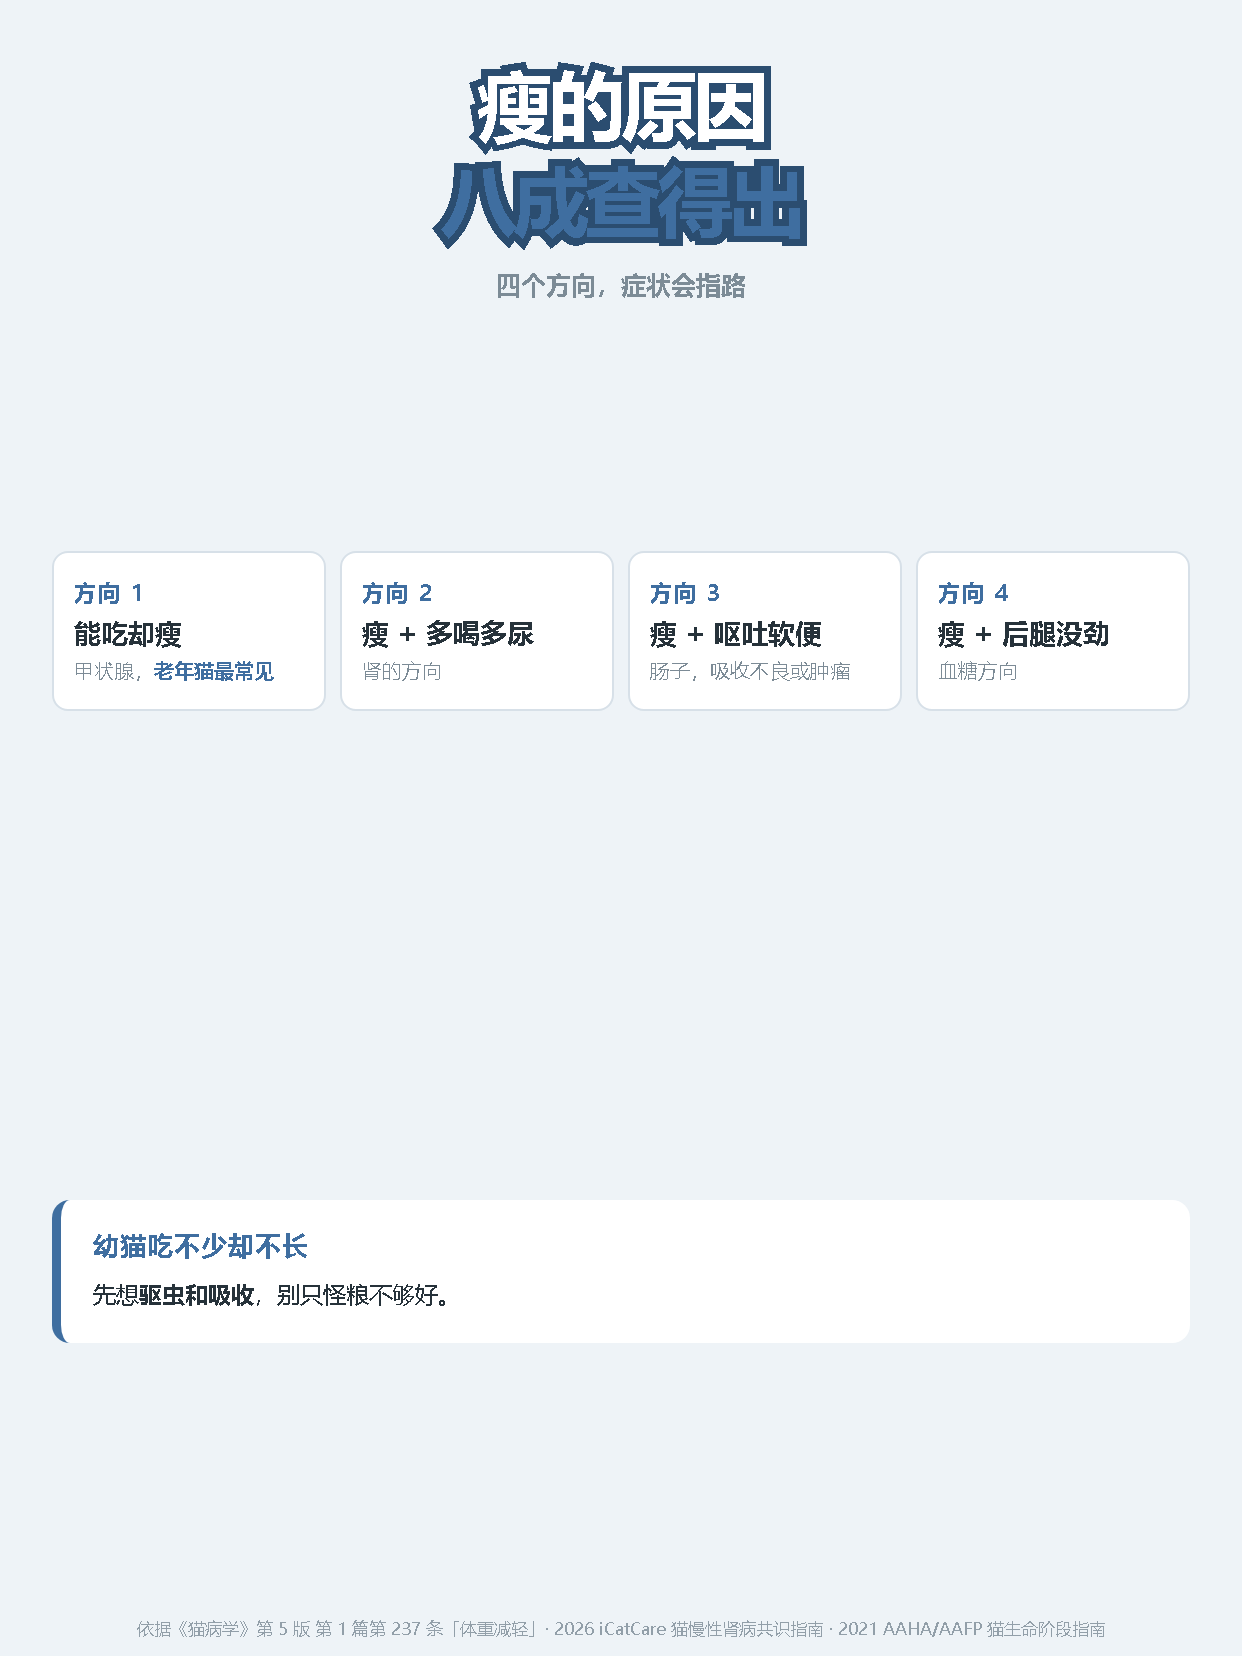 瘦的原因
八成查得出
四个方向，症状会指路
方向 1
能吃却瘦
甲状腺，老年猫最常见
方向 2
瘦 + 多喝多尿
肾的方向
方向 3
瘦 + 呕吐软便
肠子，吸收不良或肿瘤
方向 4
瘦 + 后腿没劲
血糖方向
幼猫吃不少却不长
先想驱虫和吸收，别只怪粮不够好。
依据《猫病学》第 5 版 第 1 篇第 237 条「体重减轻」· 2026 iCatCare 猫慢性肾病共识指南 · 2021 AAHA/AAFP 猫生命阶段指南